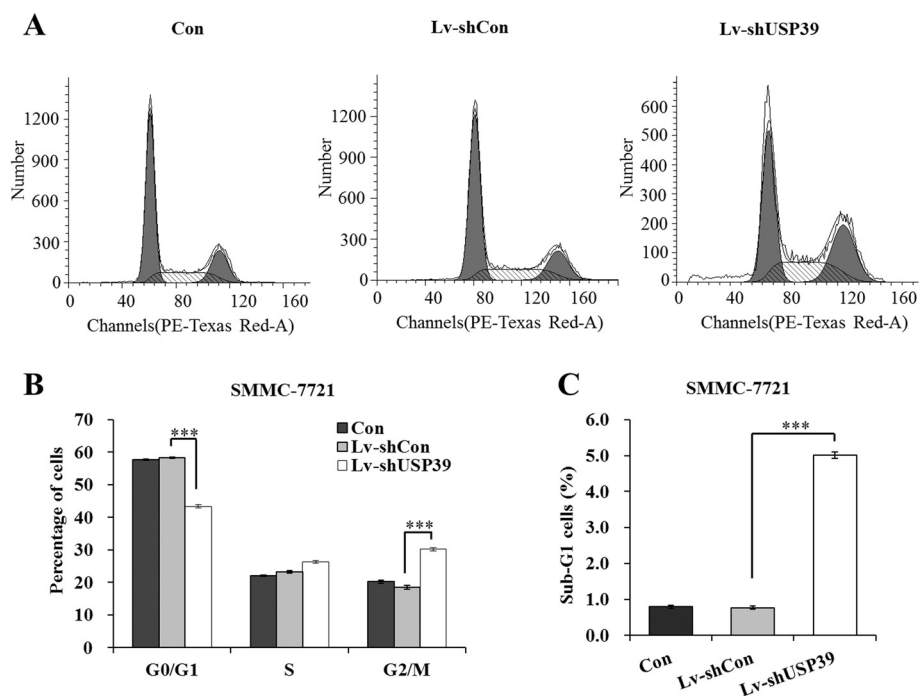 A
Con
Lv-shCon
Lv-shUSP39
Number
1200
900
600
300
0
0 40 80 120 160
Channels(PE-Texas Red-A)
Number
1200
900
600
300
0
0 40 80 120 160
Channels(PE-Texas Red-A)
Number
600
500
400
300
200
100
0
0 40 80 120 160
Channels(PE-Texas Red-A)
B
SMMC-7721
Percentage of cells
70
60
50
40
30
20
10
0
***
***
Con
Lv-shCon
Lv-shUSP39
G0/G1 S G2/M
C
SMMC-7721
Sub-G1 cells (%)
6.0
5.0
4.0
3.0
2.0
1.0
0.0
***
Con
Lv-shCon
Lv-shUSP39